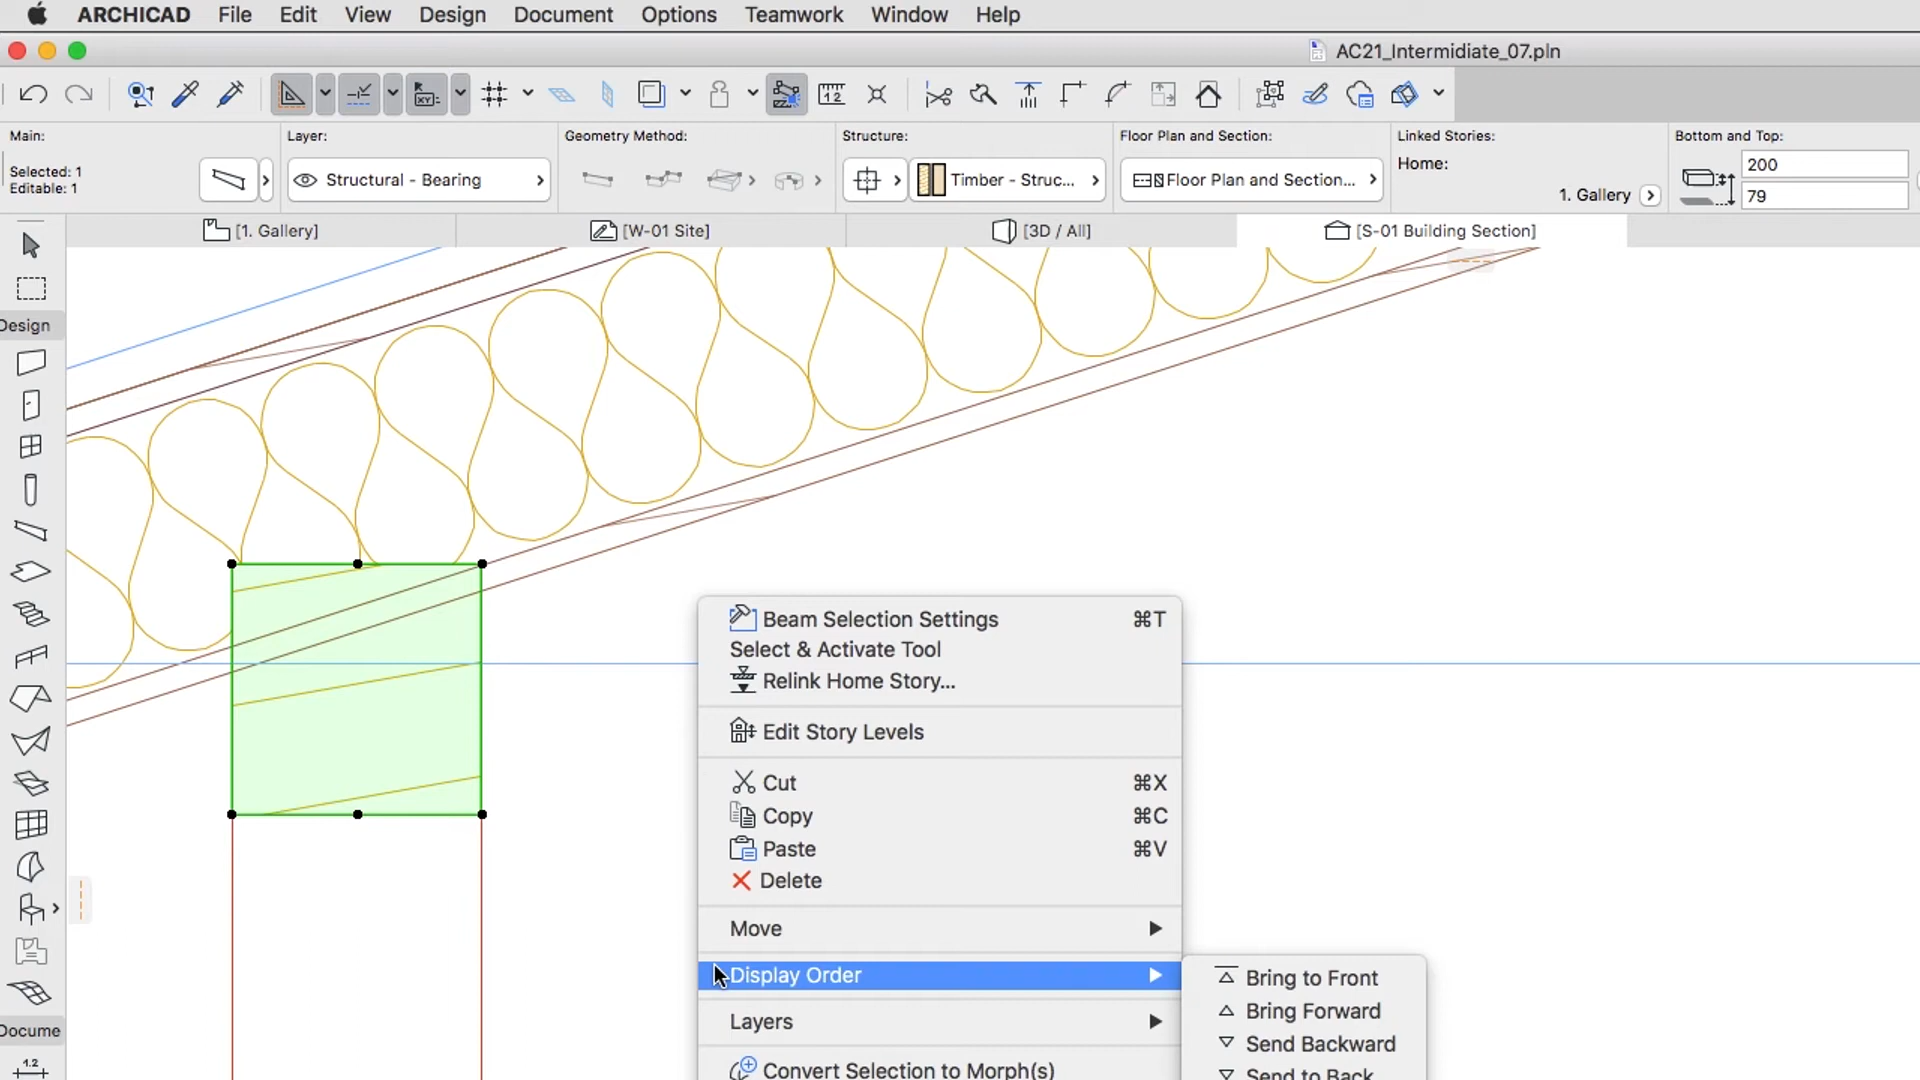 ARCHICAD File Edit View Design Document Options Teamwork Window Help
AC21_Intermidiate_07.pln
Main: Layer: Geometry Method: Structure: Floor Plan and Section: Linked Stories: Bottom and Top:
Selected: 1
Editable: 1
Structural - Bearing
Timber - Struc...
Floor Plan and Section...
Home:
1. Gallery
200
79
[1. Gallery] [W-01 Site] [3D / All] [S-01 Building Section]
Design
Beam Selection Settings ⌘T
Select & Activate Tool
Relink Home Story...
Edit Story Levels
Cut ⌘X
Copy ⌘C
Paste ⌘V
Delete
Move
Display Order
Bring to Front
Bring Forward
Send Backward
Send to Back
Layers
Convert Selection to Morph(s)
Docume
1.2